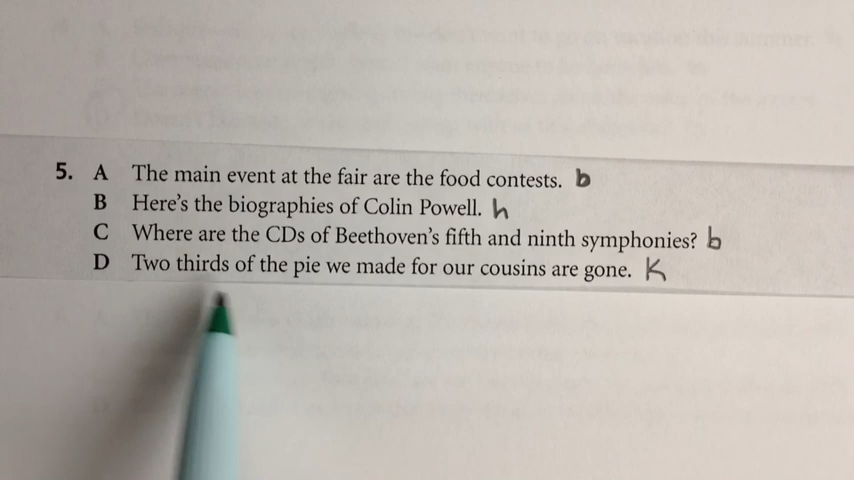 5. A The main event at the fair are the food contests. b
B Here's the biographies of Colin Powell. h
C Where are the CDs of Beethoven's fifth and ninth symphonies? b
D Two thirds of the pie we made for our cousins are gone. K